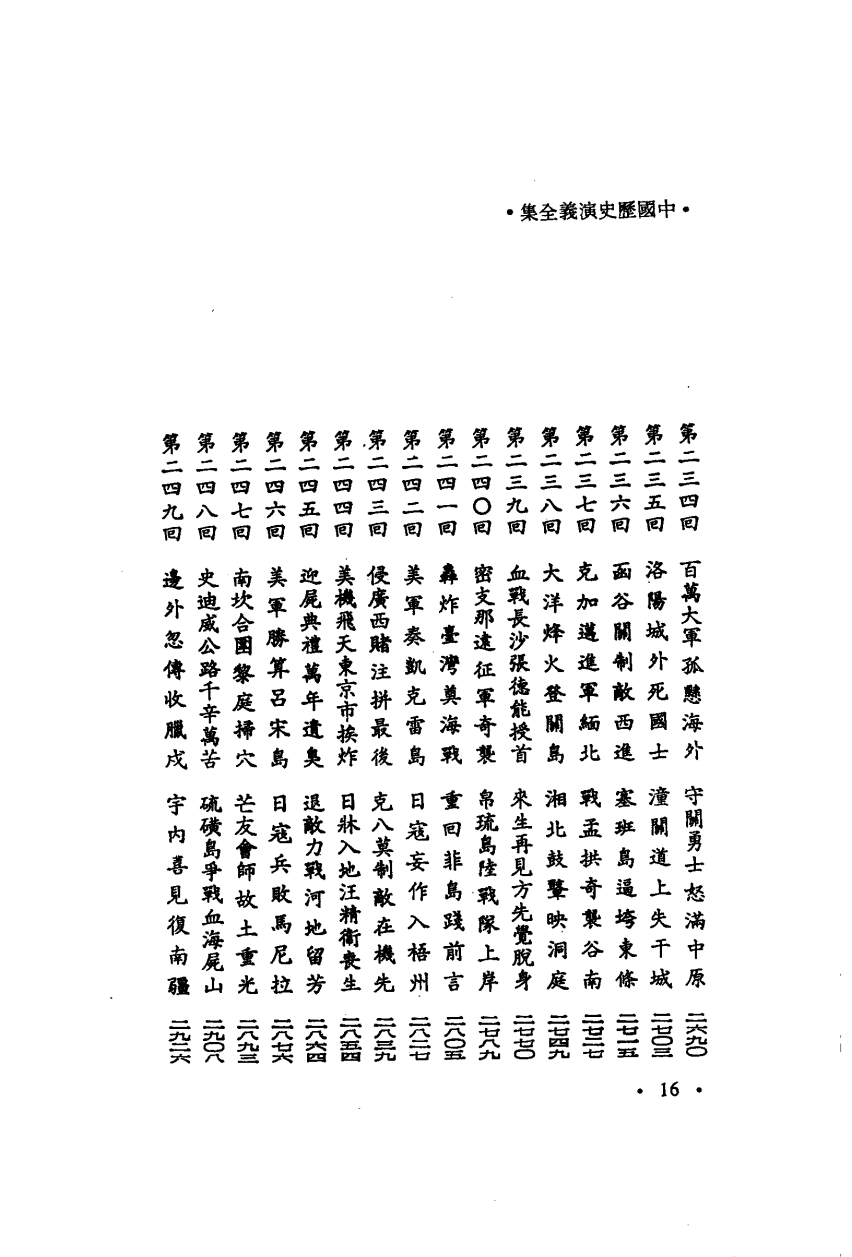 •中國歷史演義全集•
第二三四回 百萬大軍孤懸海外 守關勇士怒滿中原 二六九〇
第二三五回 洛陽城外死國士 潼關道上失干城 二七〇三
第二三六回 函谷關制敵西進 塞班島逼垮東條 二七一五
第二三七回 克加邁進軍緬北 戰孟拱奇襲谷南 二七二七
第二三八回 大洋烽火登關島 湘北鼓鼙映洞庭 二七四九
第二三九回 血戰長沙張德能授首 來生再見方先覺脫身 二七七〇
第二四〇回 密支那遠征軍奇襲 帛琉島陸戰隊上岸 二七八九
第二四一回 轟炸臺灣奠海戰 重回菲島踐前言 二八〇五
第二四二回 美軍奏凱克雷島 日寇妄作入梧州 二八二七
第二四三回 侵廣西賭注拼最後 克八莫制敵在機先 二八三九
第二四四回 美機飛天東京市挨炸 日牀入地汪精衞喪生 二八五四
第二四五回 迎屍典禮萬年遺臭 退敵力戰河地留芳 二八六四
第二四六回 美軍勝算呂宋島 日寇兵敗馬尼拉 二八七六
第二四七回 南坎合圍黎庭掃穴 芒友會師故土重光 二八九三
第二四八回 史迪威公路千辛萬苦 硫磺島爭戰血海屍山 二九〇八
第二四九回 邊外忽傳收臘戍 宇內喜見復南疆 二九二六
• 16 •